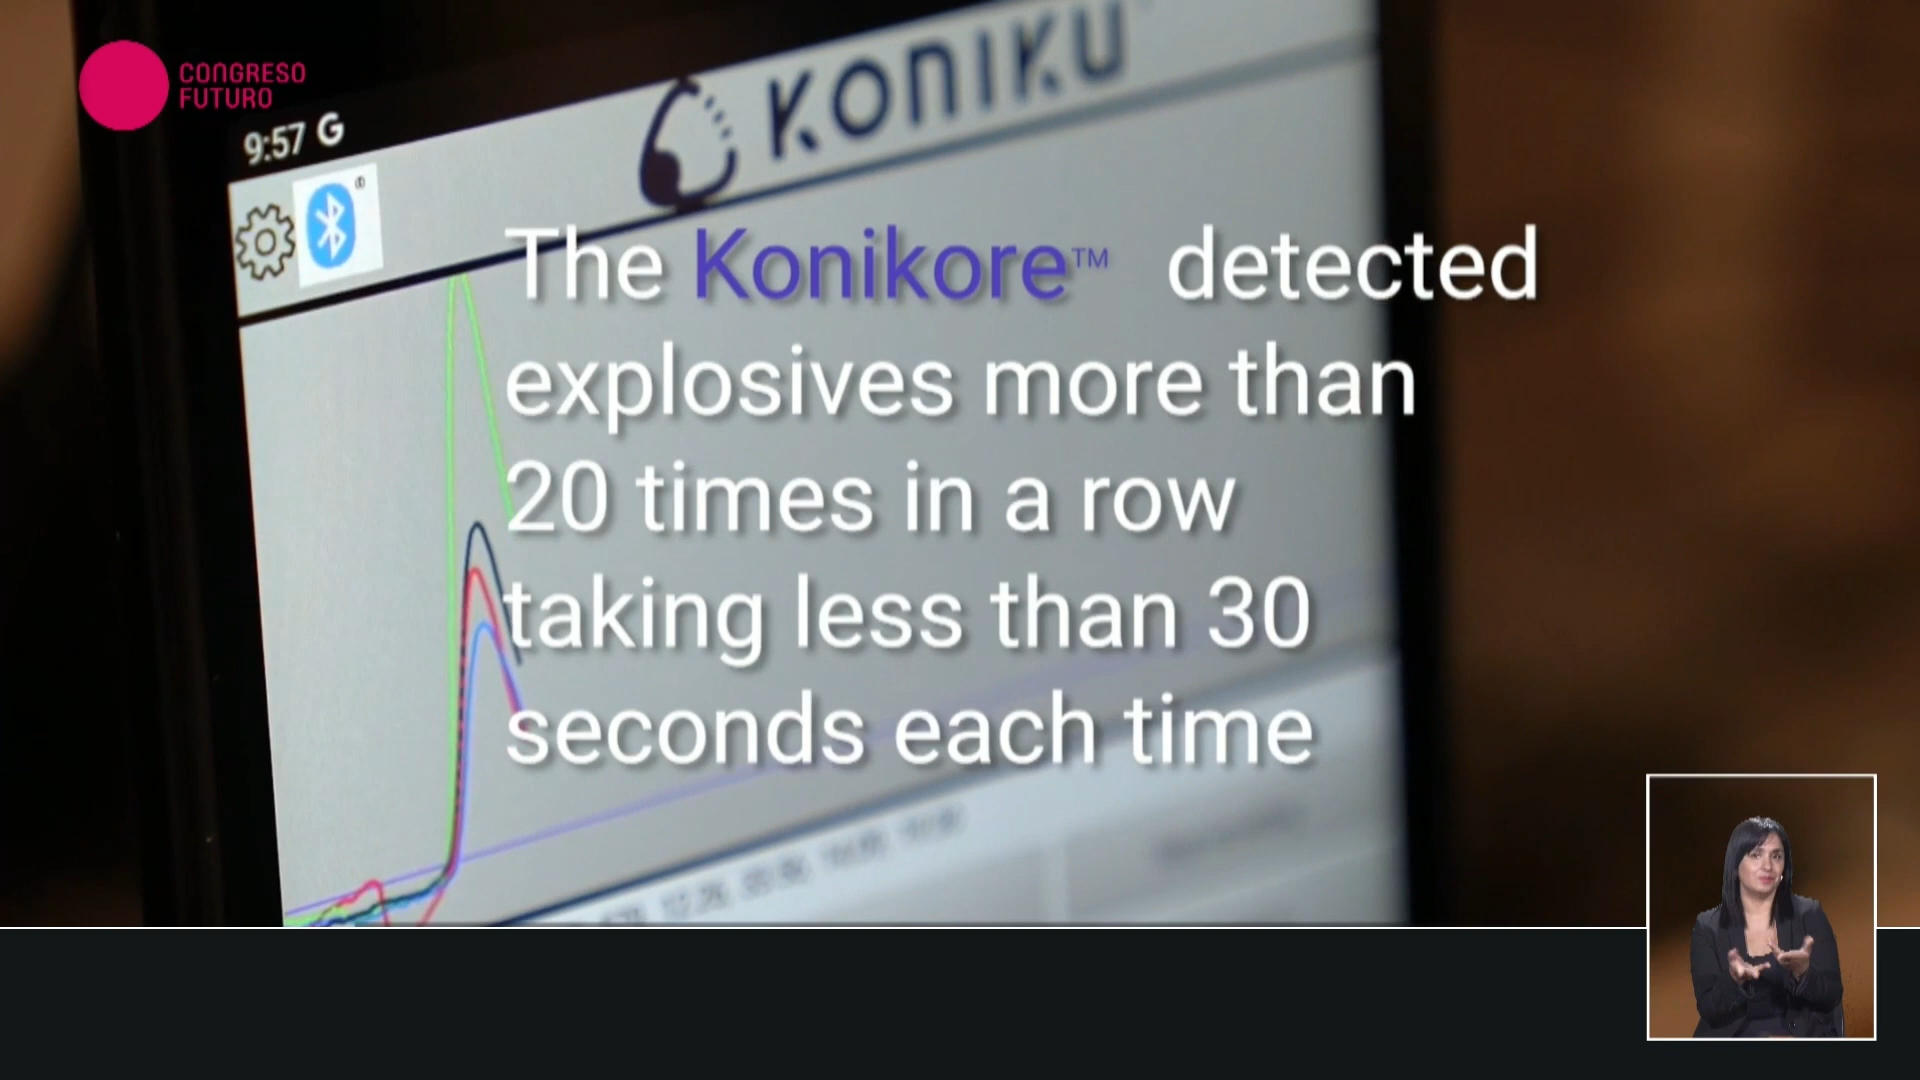 CONGRESO
FUTURO
9:57 G
KONIKU
The Konikore™ detected
explosives more than
20 times in a row
taking less than 30
seconds each time